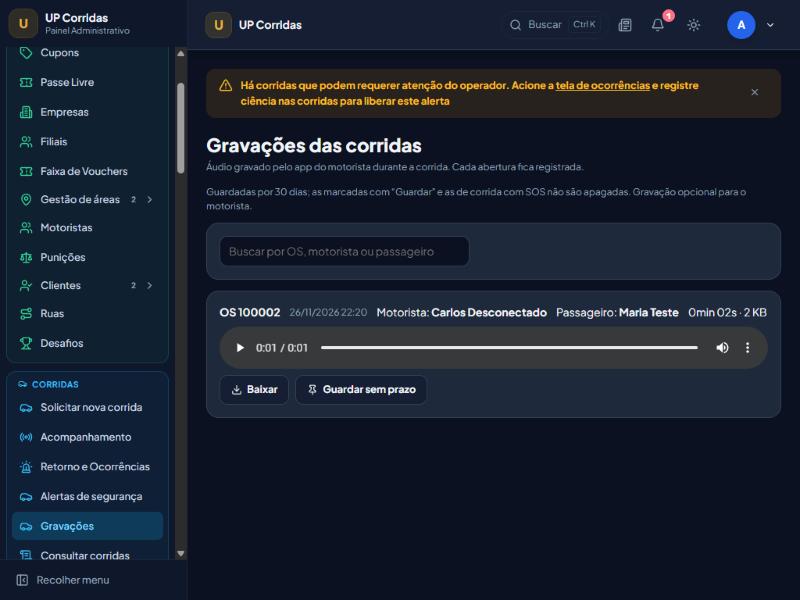 U
UP Corridas
Painel Administrativo
Cupons
Passe Livre
Empresas
Filiais
Faixa de Vouchers
Gestão de áreas 2
Motoristas
Punições
Clientes 2
Ruas
Desafios
CORRIDAS
Solicitar nova corrida
Acompanhamento
Retorno e Ocorrências
Alertas de segurança
Gravações
Consultar corridas
Recolher menu
U UP Corridas
Buscar Ctrl K
1
A
Há corridas que podem requerer atenção do operador. Acione a tela de ocorrências e registre
ciência nas corridas para liberar este alerta
Gravações das corridas
Áudio gravado pelo app do motorista durante a corrida. Cada abertura fica registrada.
Guardadas por 30 dias; as marcadas com "Guardar" e as de corrida com SOS não são apagadas. Gravação opcional para o
motorista.
Buscar por OS, motorista ou passageiro
OS 100002 26/11/2026 22:20 Motorista: Carlos Desconectado Passageiro: Maria Teste 0min 02s · 2 KB
0:01 / 0:01
Baixar Guardar sem prazo